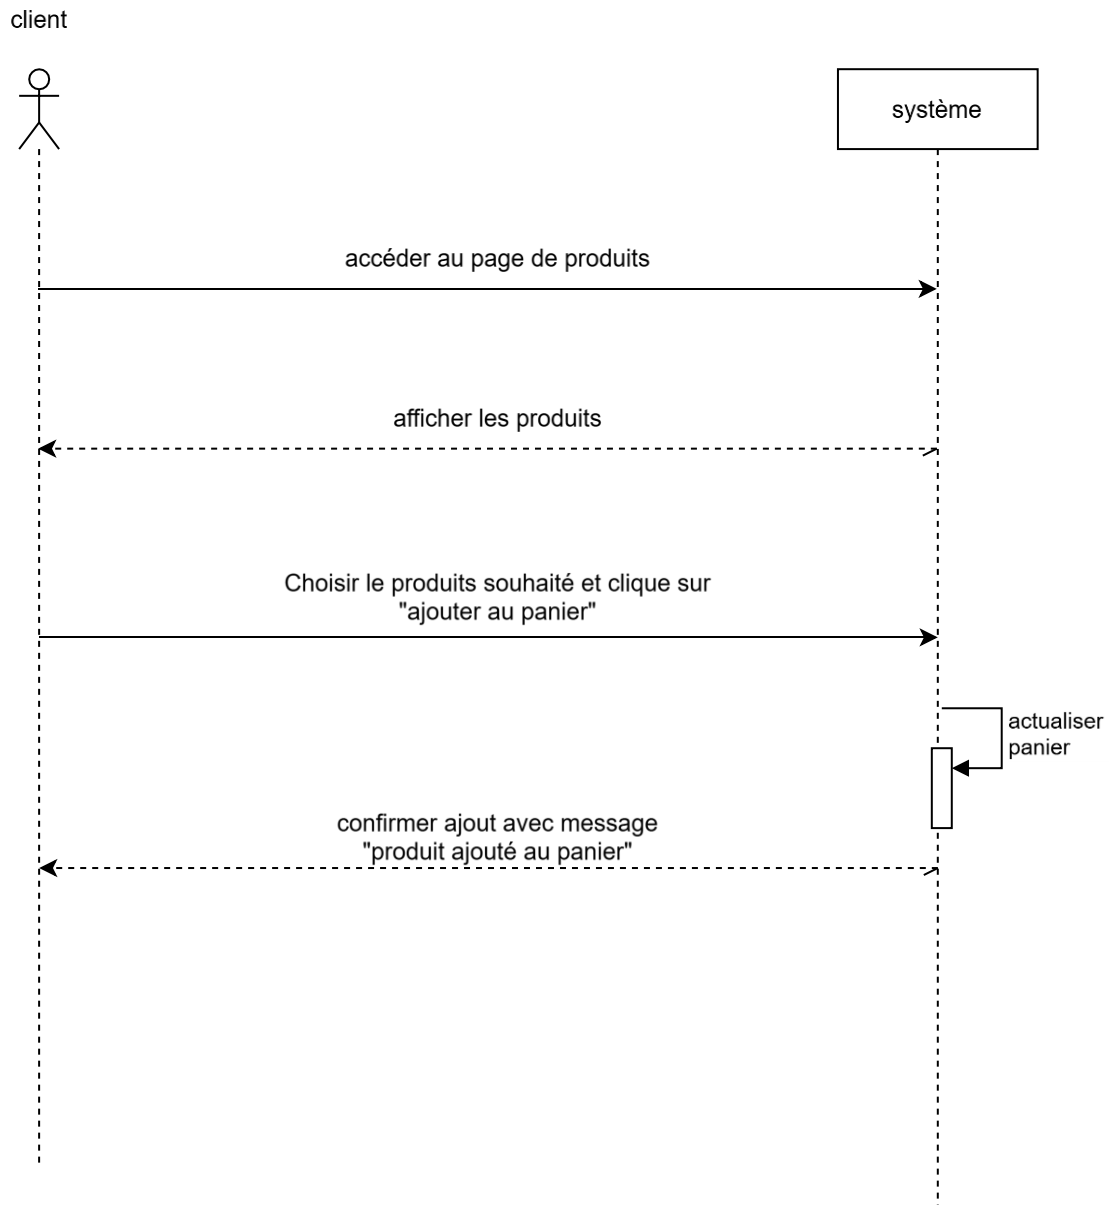 client
système
accéder au page de produits
afficher les produits
Choisir le produits souhaité et clique sur
"ajouter au panier"
actualiser
panier
confirmer ajout avec message
"produit ajouté au panier"